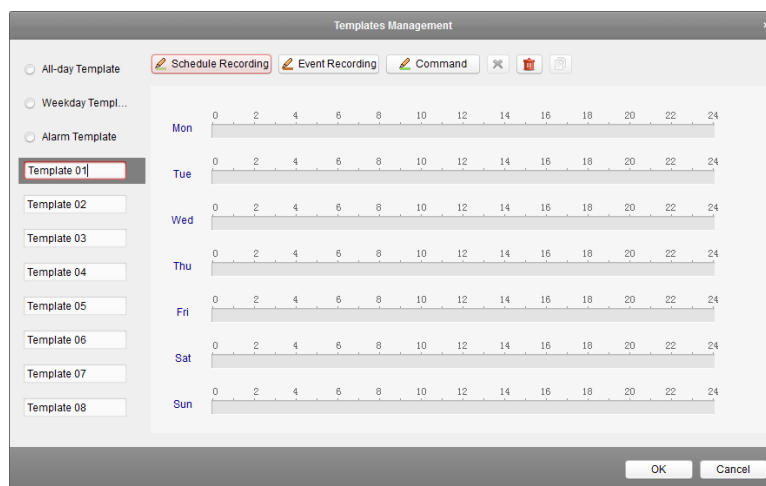 Templates Management
All-day Template
Weekday Templ...
Alarm Template
Template 01
Template 02
Template 03
Template 04
Template 05
Template 06
Template 07
Template 08
Schedule Recording Event Recording Command
0 2 4 6 8 10 12 14 16 18 20 22 24
Mon
0 2 4 6 8 10 12 14 16 18 20 22 24
Tue
0 2 4 6 8 10 12 14 16 18 20 22 24
Wed
0 2 4 6 8 10 12 14 16 18 20 22 24
Thu
0 2 4 6 8 10 12 14 16 18 20 22 24
Fri
0 2 4 6 8 10 12 14 16 18 20 22 24
Sat
0 2 4 6 8 10 12 14 16 18 20 22 24
Sun
OK Cancel